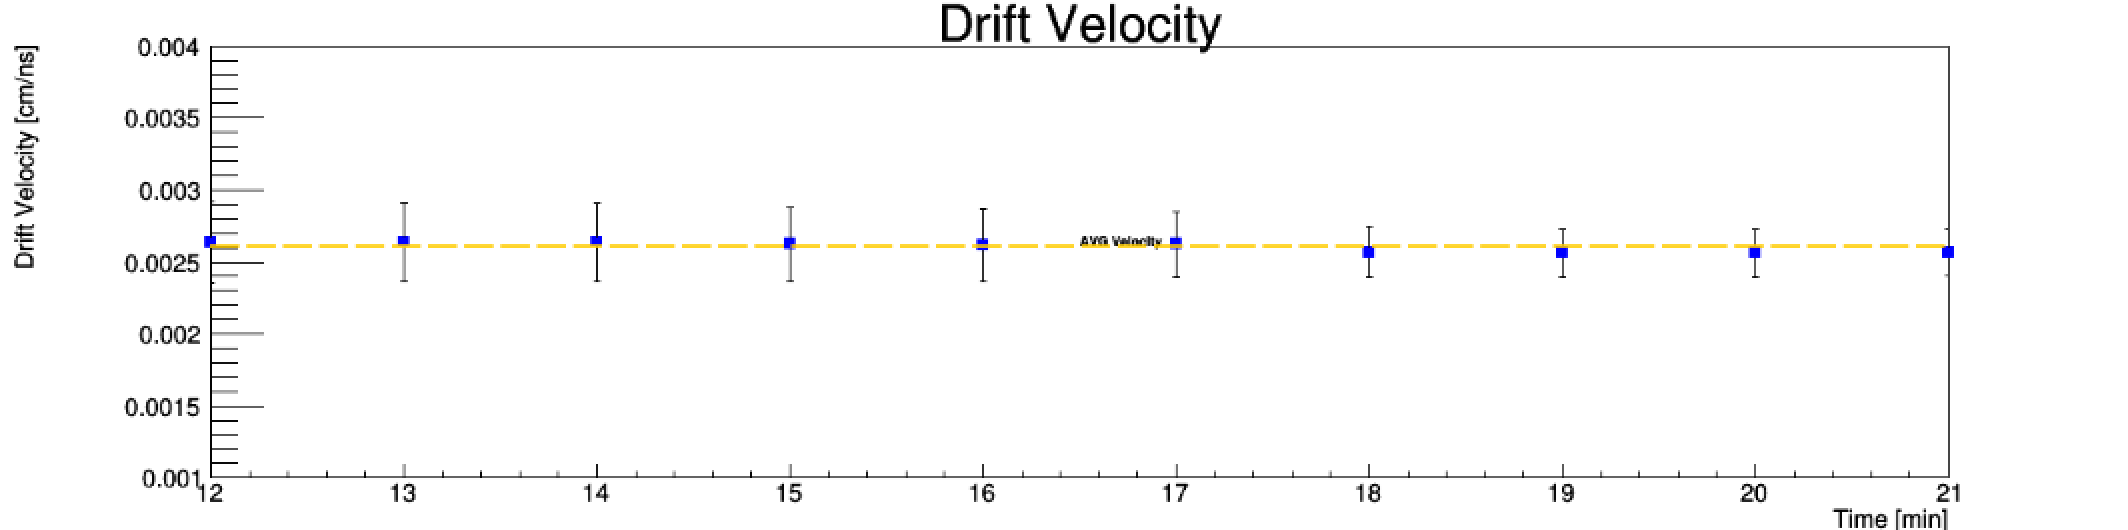 Drift Velocity
Drift Velocity [cm/ns]
0.004
0.0035
0.003
0.0025
0.002
0.0015
0.001
AVG Velocity
12 13 14 15 16 17 18 19 20 21
Time [min]